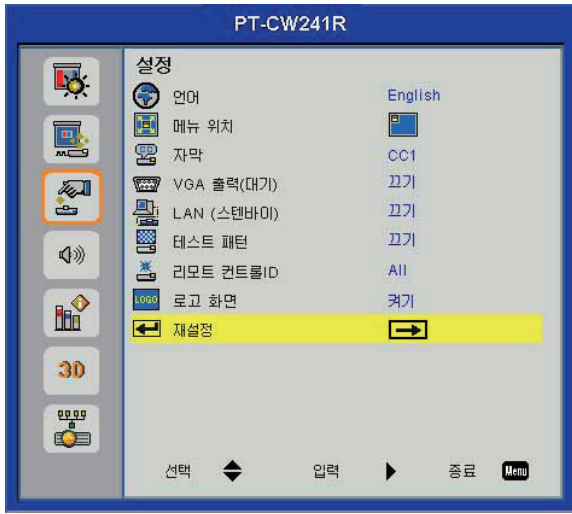 PT-CW241R
설정
언어 English
메뉴 위치
자막 CC1
VGA 출력(대기) 끄기
LAN (스텐바이) 끄기
테스트 패턴 끄기
리모트 컨트롤ID All
LOGO 로고 화면 켜기
재설정
3D
선택 입력 종료 Menu